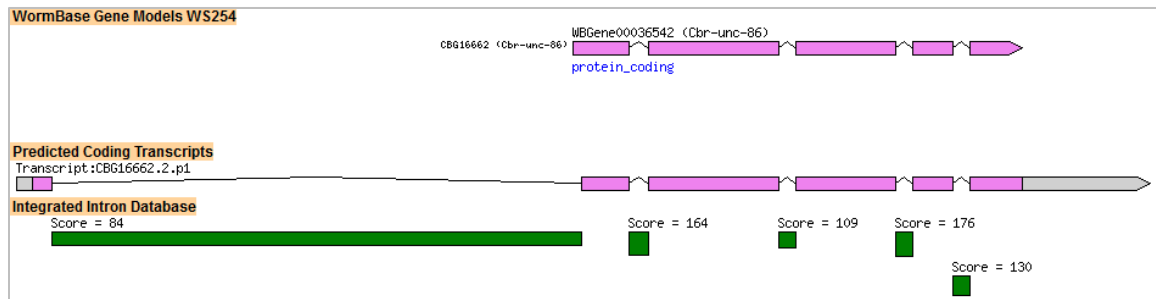 WormBase Gene Models WS254
WBGene00036542 (Cbr-unc-86)
CBG16662 (Cbr-unc-86)
protein_coding
Predicted Coding Transcripts
Transcript:CBG16662.2.p1
Integrated Intron Database
Score = 84
Score = 164
Score = 109
Score = 176
Score = 130